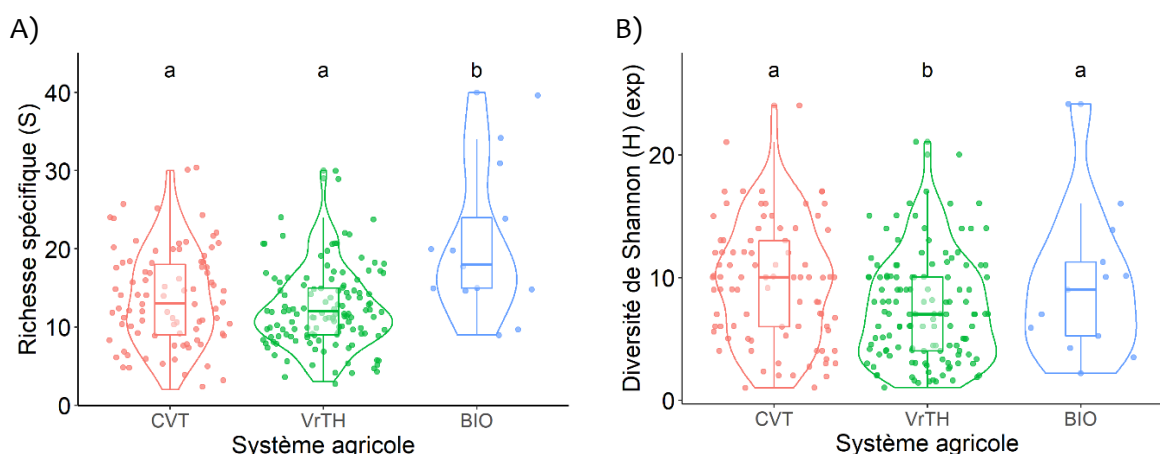 A)
a a b
Richesse spécifique (S)
40
30
20
10
0
CVT VrTH BIO
Système agricole
B)
a b a
Diversité de Shannon (H) (exp)
20
10
0
CVT VrTH BIO
Système agricole